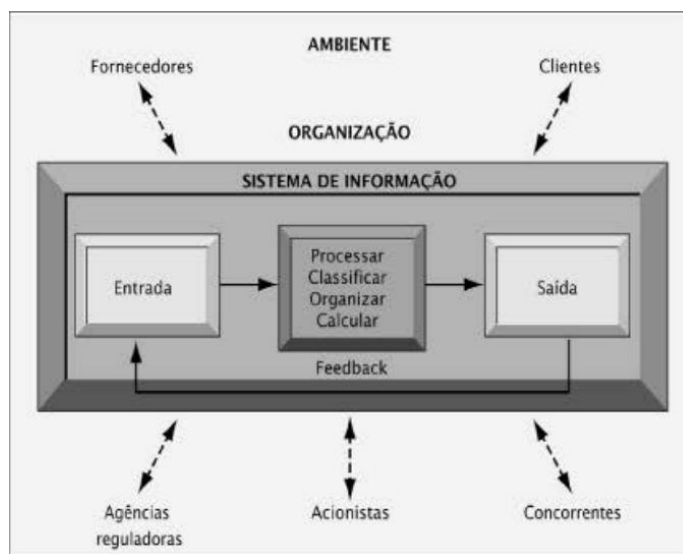 AMBIENTE
Fornecedores
Clientes
ORGANIZAÇÃO
SISTEMA DE INFORMAÇÃO
Entrada
Processar
Classificar
Organizar
Calcular
Saída
Feedback
Agências
reguladoras
Acionistas
Concorrentes